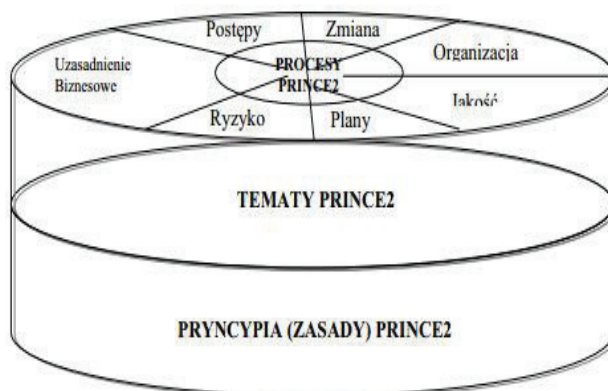 Postępy
Zmiana
Uzasadnienie
Biznesowe
PROCESY
PRINCE2
Organizacja
Jakość
Ryzyko
Plany
TEMATY PRINCE2
PRYNCYPIA (ZASADY) PRINCE2